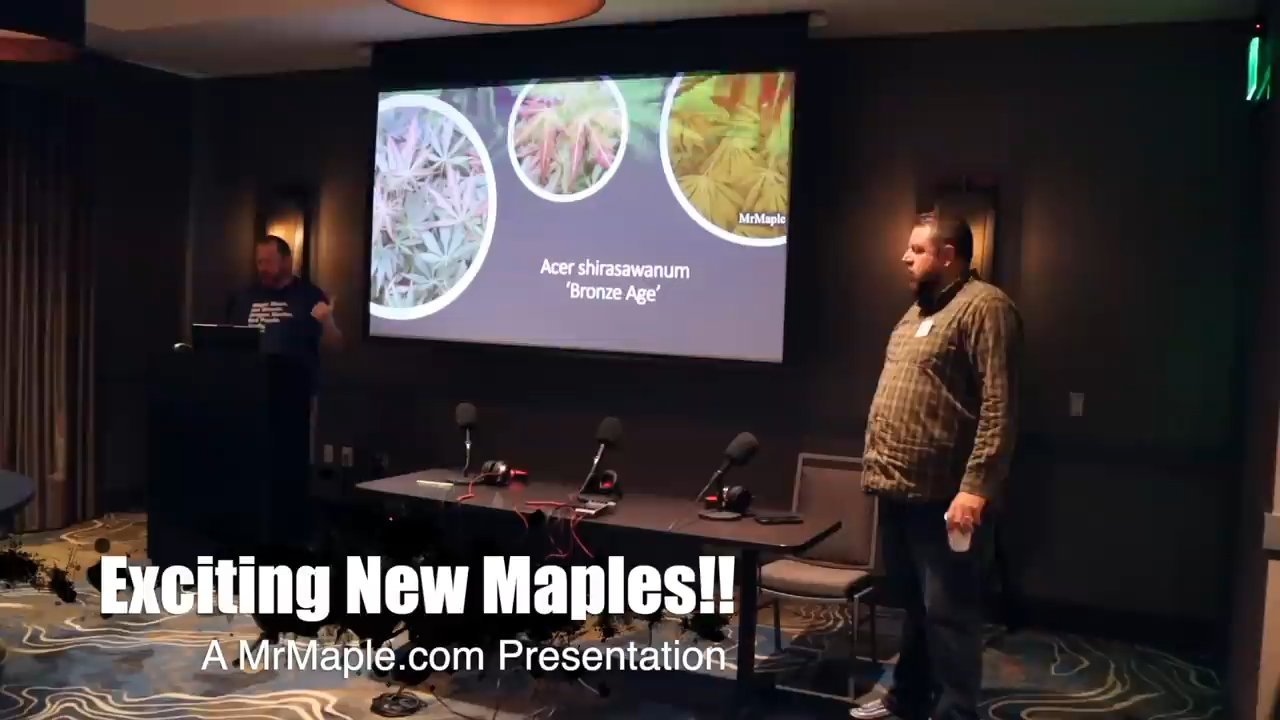 MrMaple
Acer shirasawanum
'Bronze Age'
Exciting New Maples!!
A MrMaple.com Presentation